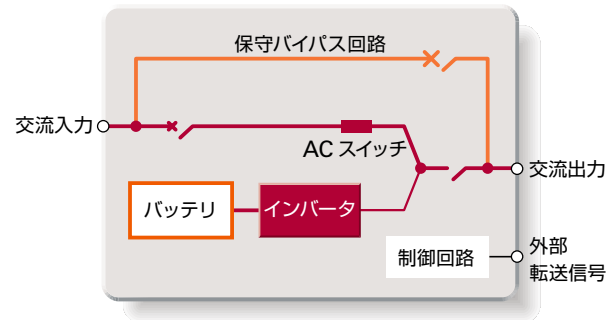 保守バイパス回路
交流入力
ACスイッチ
交流出力
バッテリ
インバータ
制御回路
外部
転送信号